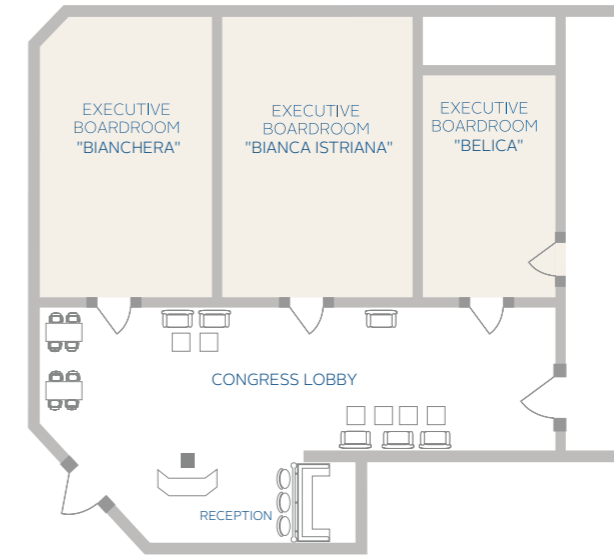 EXECUTIVE
BOARDROOM
"BIANCHERA"
EXECUTIVE
BOARDROOM
"BIANCA ISTRIANA"
EXECUTIVE
BOARDROOM
"BELICA"
CONGRESS LOBBY
RECEPTION